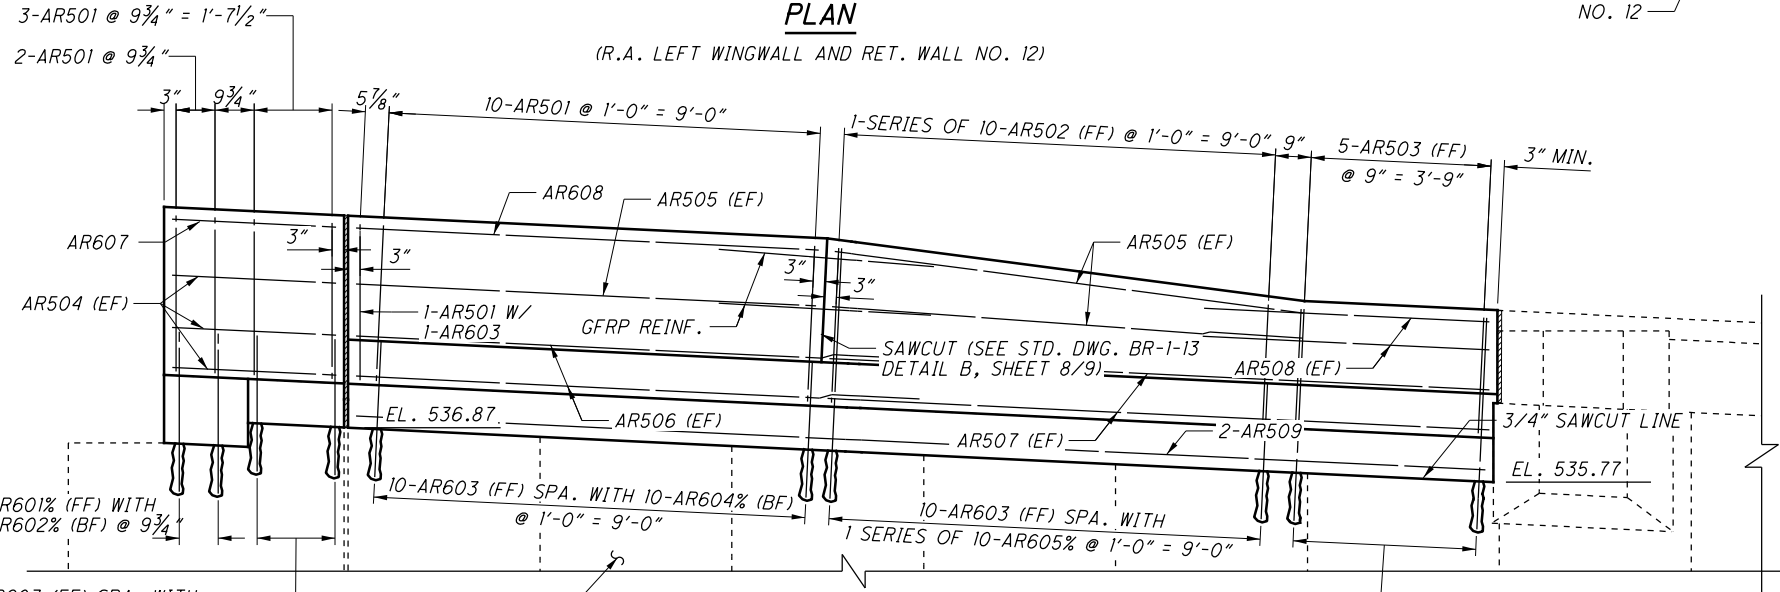 3-AR501 @ 9¾" = 1'-7½"
PLAN
NO. 12
2-AR501 @ 9¾"
(R.A. LEFT WINGWALL AND RET. WALL NO. 12)
3"
9¾"
5⅞"
10-AR501 @ 1'-0" = 9'-0"
1-SERIES OF 10-AR502 (FF) @ 1'-0" = 9'-0"
9"
5-AR503 (FF)
@ 9" = 3'-9"
3" MIN.
AR608
AR505 (EF)
AR607
3"
3"
AR505 (EF)
3"
3"
AR504 (EF)
1-AR501 W/
1-AR603
GFRP REINF.
SAWCUT (SEE STD. DWG. BR-1-13
DETAIL B, SHEET 8/9)
AR508 (EF)
EL. 536.87
AR506 (EF)
AR507 (EF)
2-AR509
3/4" SAWCUT LINE
EL. 535.77
R601% (FF) WITH
R602% (BF) @ 9¾"
10-AR603 (FF) SPA. WITH 10-AR604% (BF)
@ 1'-0" = 9'-0"
10-AR603 (FF) SPA. WITH
1 SERIES OF 10-AR605% @ 1'-0" = 9'-0"